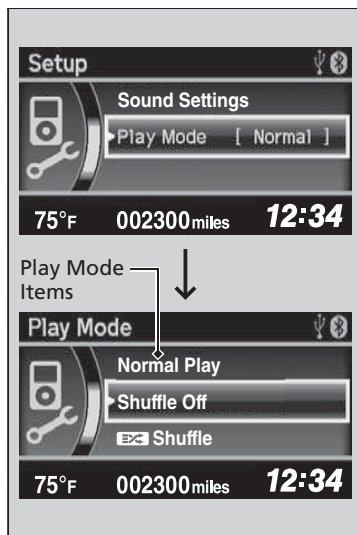 Setup
Sound Settings
Play Mode [ Normal ]
75°F 002300 miles 12:34
Play Mode
Items
Play Mode
Normal Play
Shuffle Off
Shuffle
75°F 002300 miles 12:34